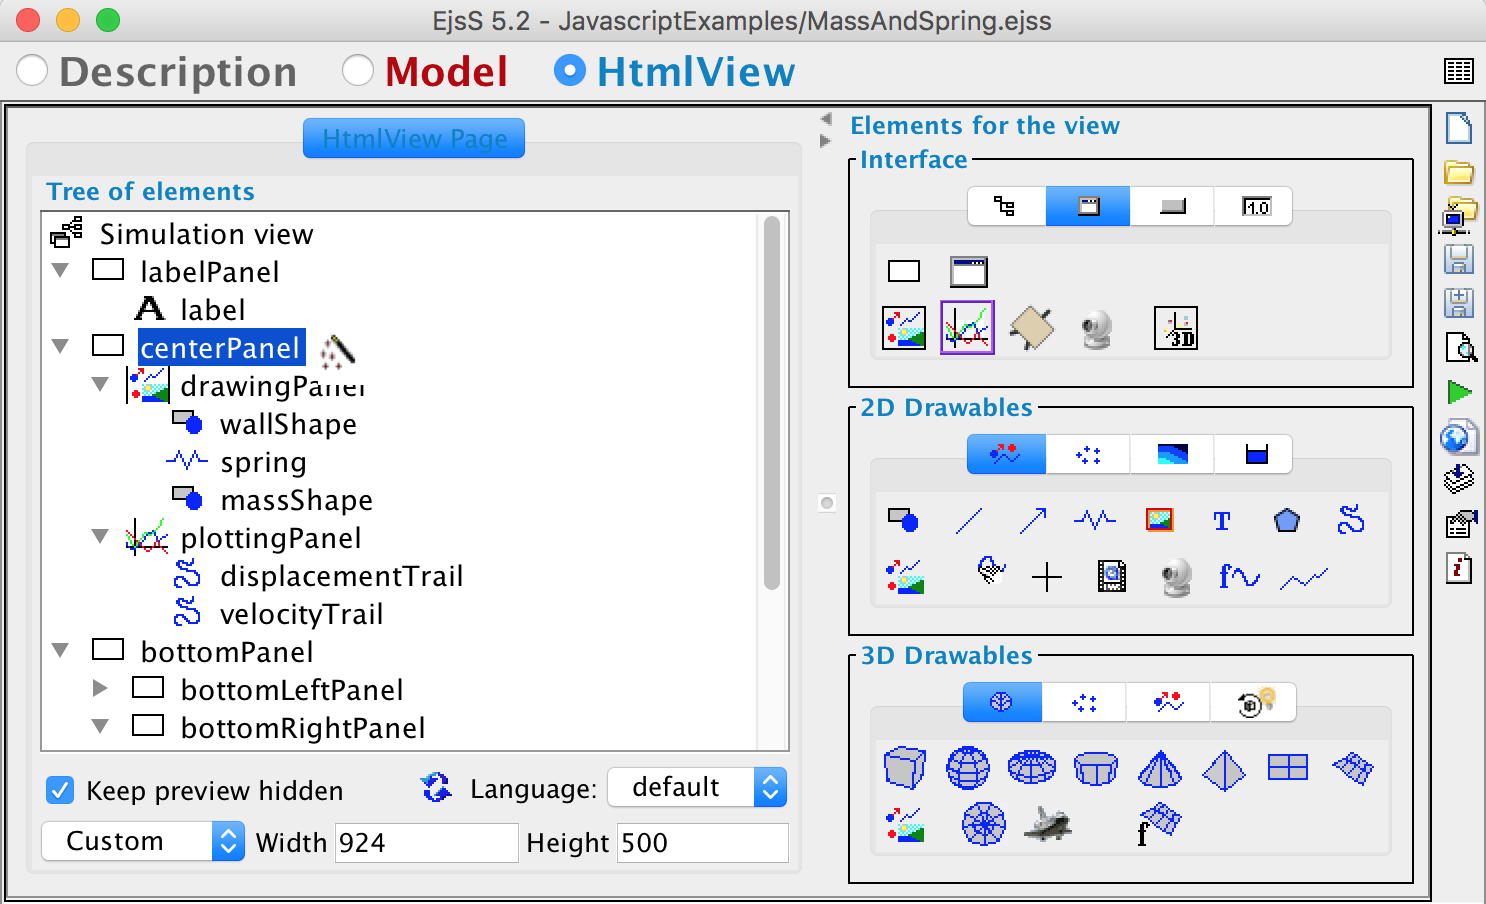 EjsS 5.2 - JavascriptExamples/MassAndSpring.ejss
Description Model HtmlView
HtmlView Page
Tree of elements
Simulation view
labelPanel
A label
centerPanel
drawingPanel
wallShape
spring
massShape
plottingPanel
displacementTrail
velocityTrail
bottomPanel
bottomLeftPanel
bottomRightPanel
Keep preview hidden Language: default
Custom Width 924 Height 500
Elements for the view
Interface
1.0
3D
2D Drawables
T
f
3D Drawables
f
i